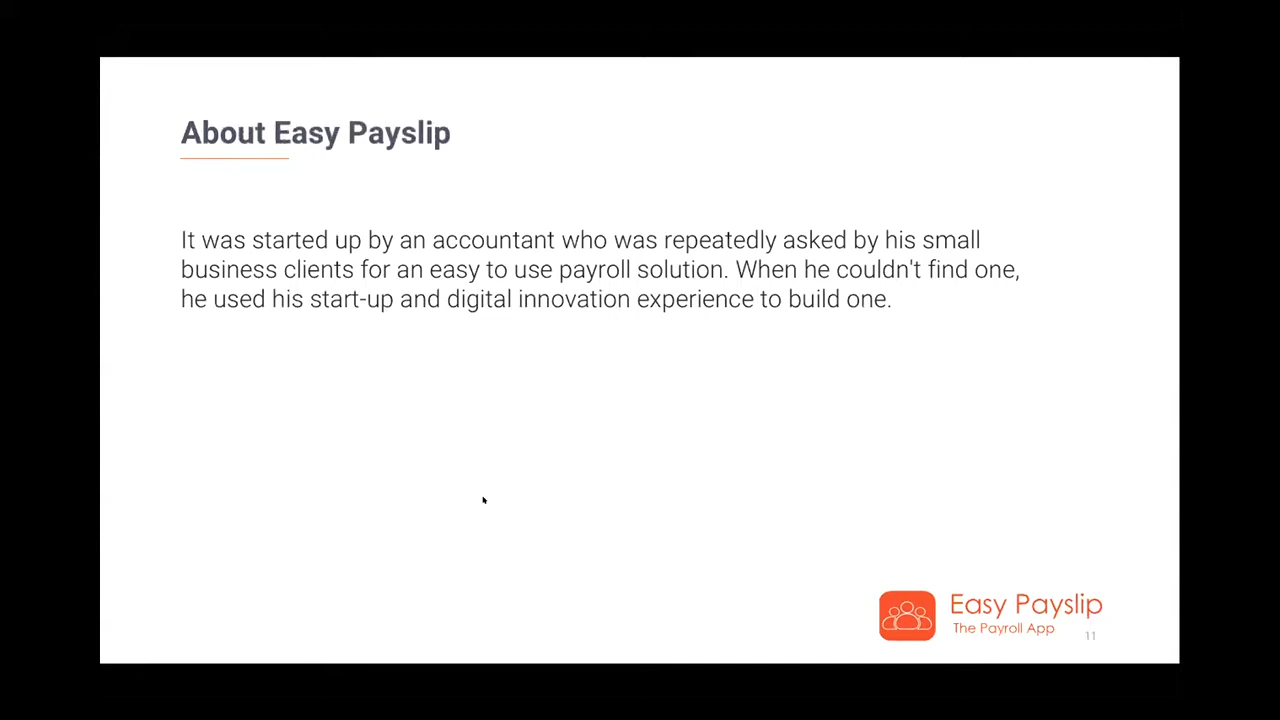 About Easy Payslip
It was started up by an accountant who was repeatedly asked by his small
business clients for an easy to use payroll solution. When he couldn't find one,
he used his start-up and digital innovation experience to build one.
Easy Payslip
The Payroll App
11